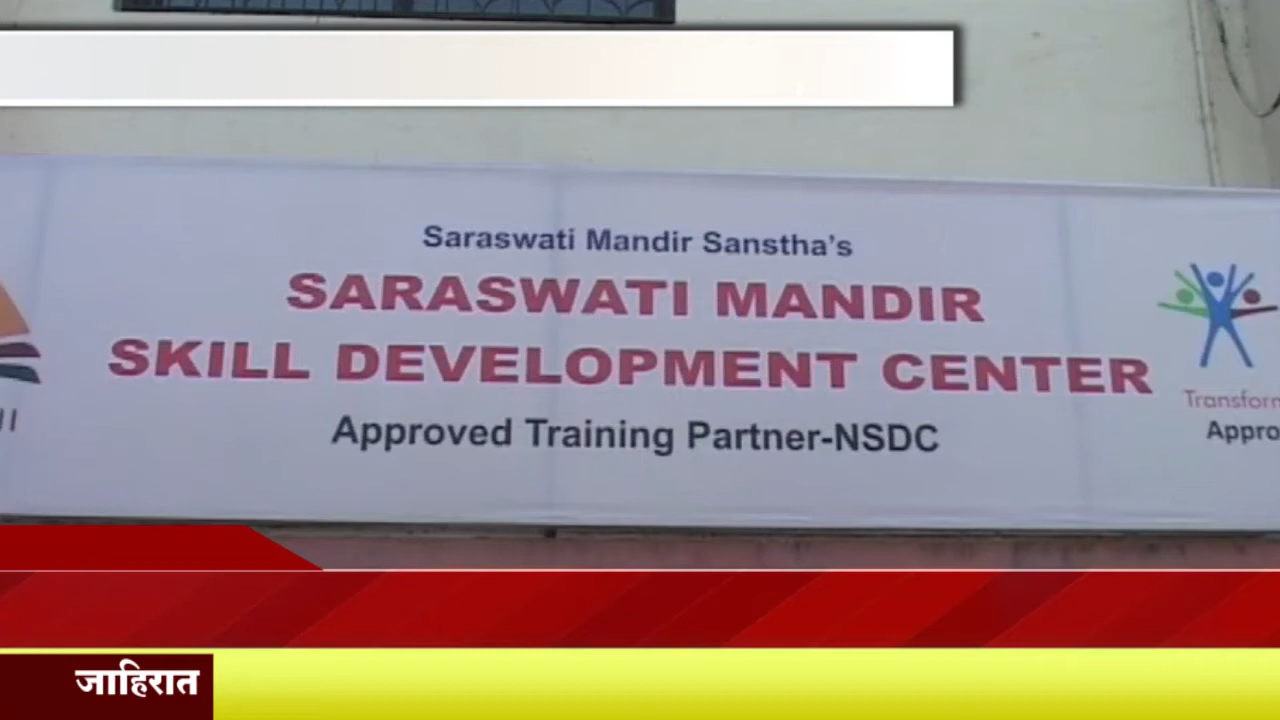 Saraswati Mandir Sanstha's
SARASWATI MANDIR
SKILL DEVELOPMENT CENTER
Approved Training Partner-NSDC
जाहिरात